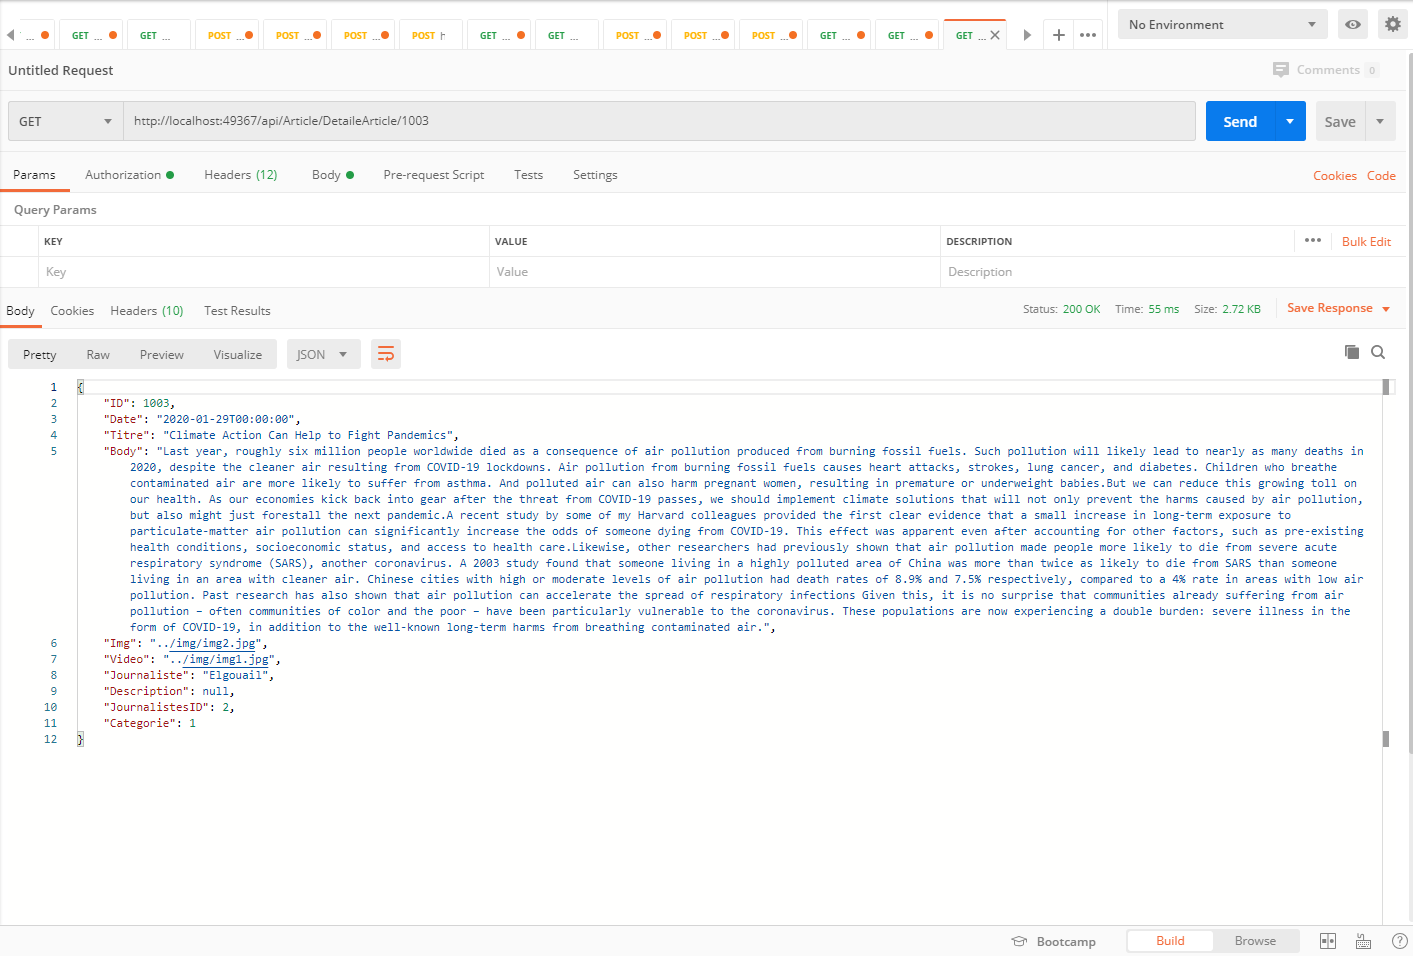 ... GET ... GET ... POST ... POST ... POST ... POST h GET ... GET ... POST ... POST ... POST ... GET ... GET ... GET ... No Environment
Untitled Request Comments 0
GET http://localhost:49367/api/Article/DetaileArticle/1003 Send Save
Params Authorization Headers (12) Body Pre-request Script Tests Settings Cookies Code
Query Params
KEY VALUE DESCRIPTION ••• Bulk Edit
Key Value Description
Body Cookies Headers (10) Test Results Status: 200 OK Time: 55 ms Size: 2.72 KB Save Response
Pretty Raw Preview Visualize JSON
1 {
2 "ID": 1003,
3 "Date": "2020-01-29T00:00:00",
4 "Titre": "Climate Action Can Help to Fight Pandemics",
5 "Body": "Last year, roughly six million people worldwide died as a consequence of air pollution produced from burning fossil fuels. Such pollution will likely lead to nearly as many deaths in
2020, despite the cleaner air resulting from COVID-19 lockdowns. Air pollution from burning fossil fuels causes heart attacks, strokes, lung cancer, and diabetes. Children who breathe
contaminated air are more likely to suffer from asthma. And polluted air can also harm pregnant women, resulting in premature or underweight babies.But we can reduce this growing toll on
our health. As our economies kick back into gear after the threat from COVID-19 passes, we should implement climate solutions that will not only prevent the harms caused by air pollution,
but also might just forestall the next pandemic.A recent study by some of my Harvard colleagues provided the first clear evidence that a small increase in long-term exposure to
particulate-matter air pollution can significantly increase the odds of someone dying from COVID-19. This effect was apparent even after accounting for other factors, such as pre-existing
health conditions, socioeconomic status, and access to health care.Likewise, other researchers had previously shown that air pollution made people more likely to die from severe acute
respiratory syndrome (SARS), another coronavirus. A 2003 study found that someone living in a highly polluted area of China was more than twice as likely to die from SARS than someone
living in an area with cleaner air. Chinese cities with high or moderate levels of air pollution had death rates of 8.9% and 7.5% respectively, compared to a 4% rate in areas with low air
pollution. Past research has also shown that air pollution can accelerate the spread of respiratory infections Given this, it is no surprise that communities already suffering from air
pollution – often communities of color and the poor – have been particularly vulnerable to the coronavirus. These populations are now experiencing a double burden: severe illness in the
form of COVID-19, in addition to the well-known long-term harms from breathing contaminated air.",
6 "Img": "../img/img2.jpg",
7 "Video": "../img/img1.jpg",
8 "Journaliste": "Elgouail",
9 "Description": null,
10 "JournalistesID": 2,
11 "Categorie": 1
12 }
Bootcamp Build Browse